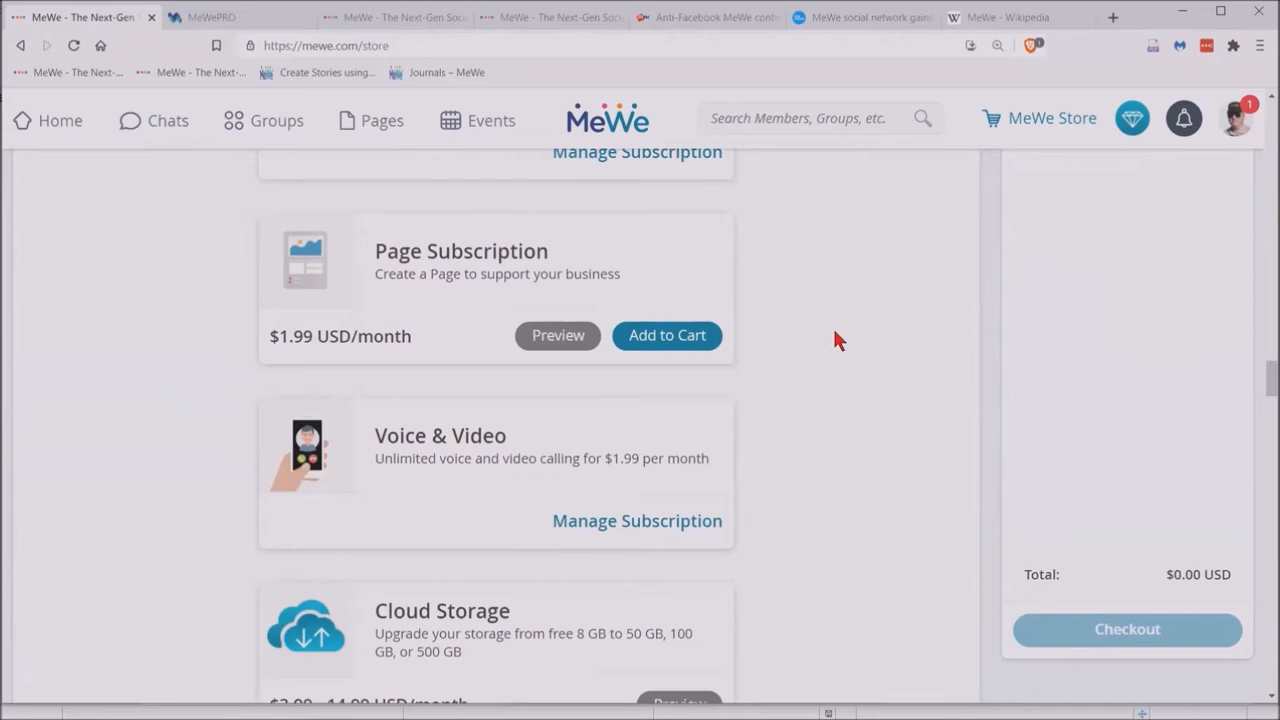 MeWe - The Next-Gen
MeWePRO
MeWe - The Next-Gen Soci
MeWe - The Next-Gen Soci
Anti-Facebook MeWe conti
MeWe social network gain
MeWe - Wikipedia
https://mewe.com/store
1
MeWe - The Next-...
MeWe - The Next-...
Create Stories using...
Journals – MeWe
Home
Chats
Groups
Pages
Events
MeWe
Search Members, Groups, etc.
MeWe Store
1
Manage Subscription
Page Subscription
Create a Page to support your business
$1.99 USD/month
Preview
Add to Cart
Voice & Video
Unlimited voice and video calling for $1.99 per month
Manage Subscription
Cloud Storage
Upgrade your storage from free 8 GB to 50 GB, 100
GB, or 500 GB
Preview
Total:
$0.00 USD
Checkout